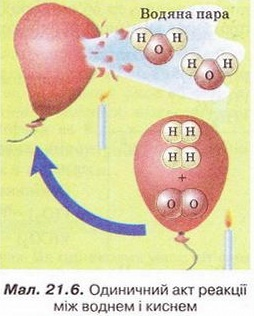 Водяна пара
H H
O
H H
O
H H
H H
+
O O
Мал. 21.6. Одиничний акт реакції
між воднем і киснем